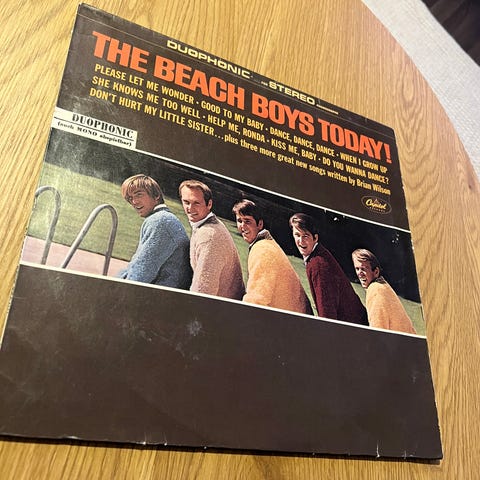 DUOPHONIC
STEREO
THE BEACH BOYS TODAY!
PLEASE LET ME WONDER • GOOD TO MY BABY • DANCE, DANCE, DANCE • WHEN I GROW UP
SHE KNOWS ME TOO WELL • HELP ME, RONDA • KISS ME, BABY • DO YOU WANNA DANCE?
DON'T HURT MY LITTLE SISTER...plus three more great new songs written by Brian Wilson
DUOPHONIC
(auch MONO abspielbar)
Capitol